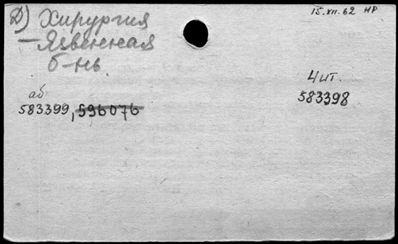 Д) Хирургия
15.XII.62 НР
– Язвенная
б-нь.
чит.
аб
583399, 596076
583398